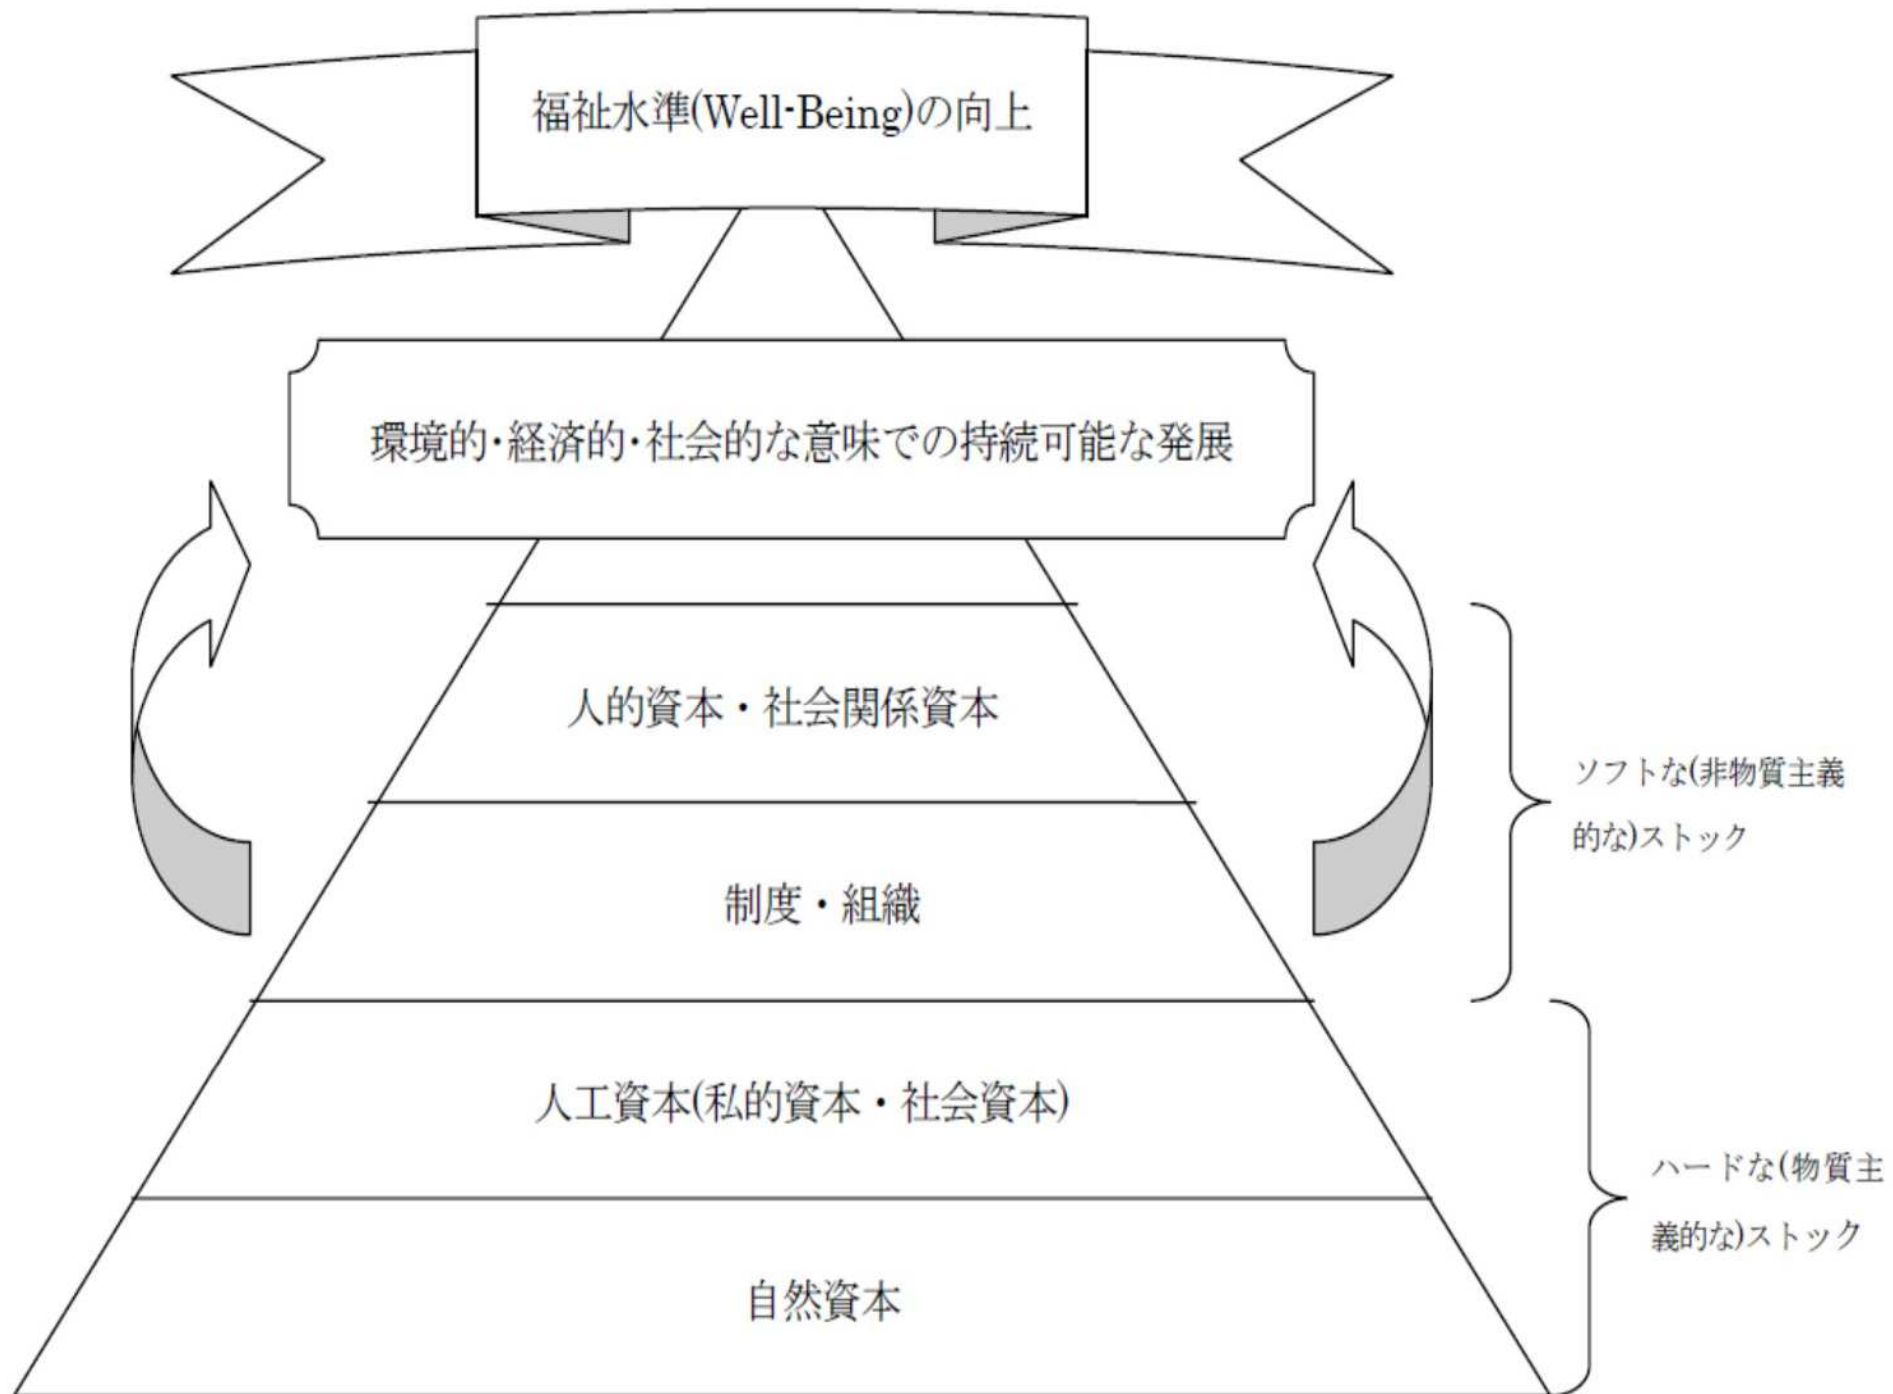 福祉水準(Well-Being)の向上
環境的・経済的・社会的な意味での持続可能な発展
人的資本・社会関係資本
ソフトな(非物質主義
的な)ストック
制度・組織
人工資本(私的資本・社会資本)
ハードな(物質主
義的な)ストック
自然資本